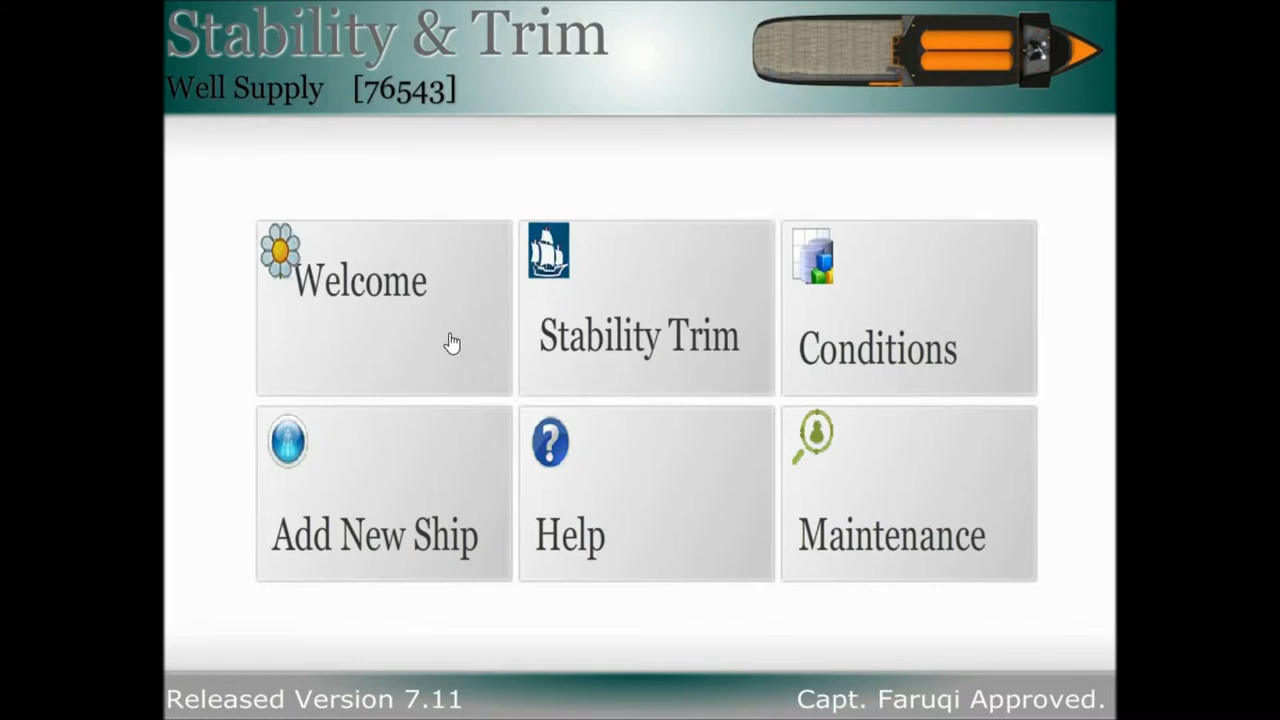 Stability & Trim
Well Supply [76543]
Welcome
Stability Trim
Conditions
Add New Ship
Help
Maintenance
Released Version 7.11
Capt. Faruqi Approved.